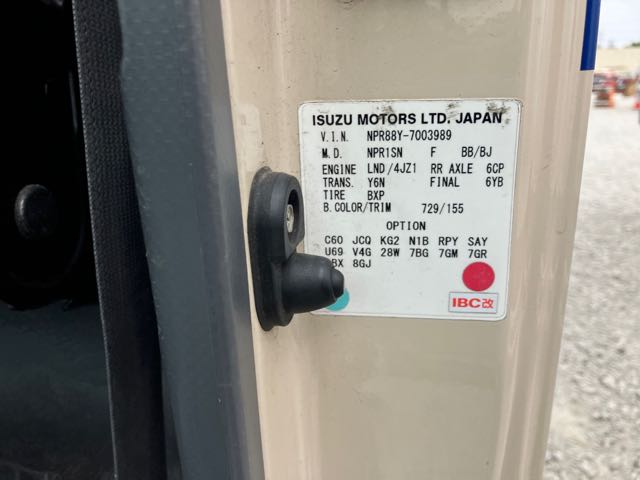 ISUZU MOTORS LTD. JAPAN
V.I.N. NPR88Y-7003989
M.D. NPR1SN F BB/BJ
ENGINE LND/4JZ1 RR AXLE 6CP
TRANS. Y6N FINAL 6YB
TIRE BXP
B.COLOR/TRIM 729/155
OPTION
C60 JCQ KG2 N1B RPY SAY
U69 V4G 28W 7BG 7GM 7GR
8GJ
IBC改